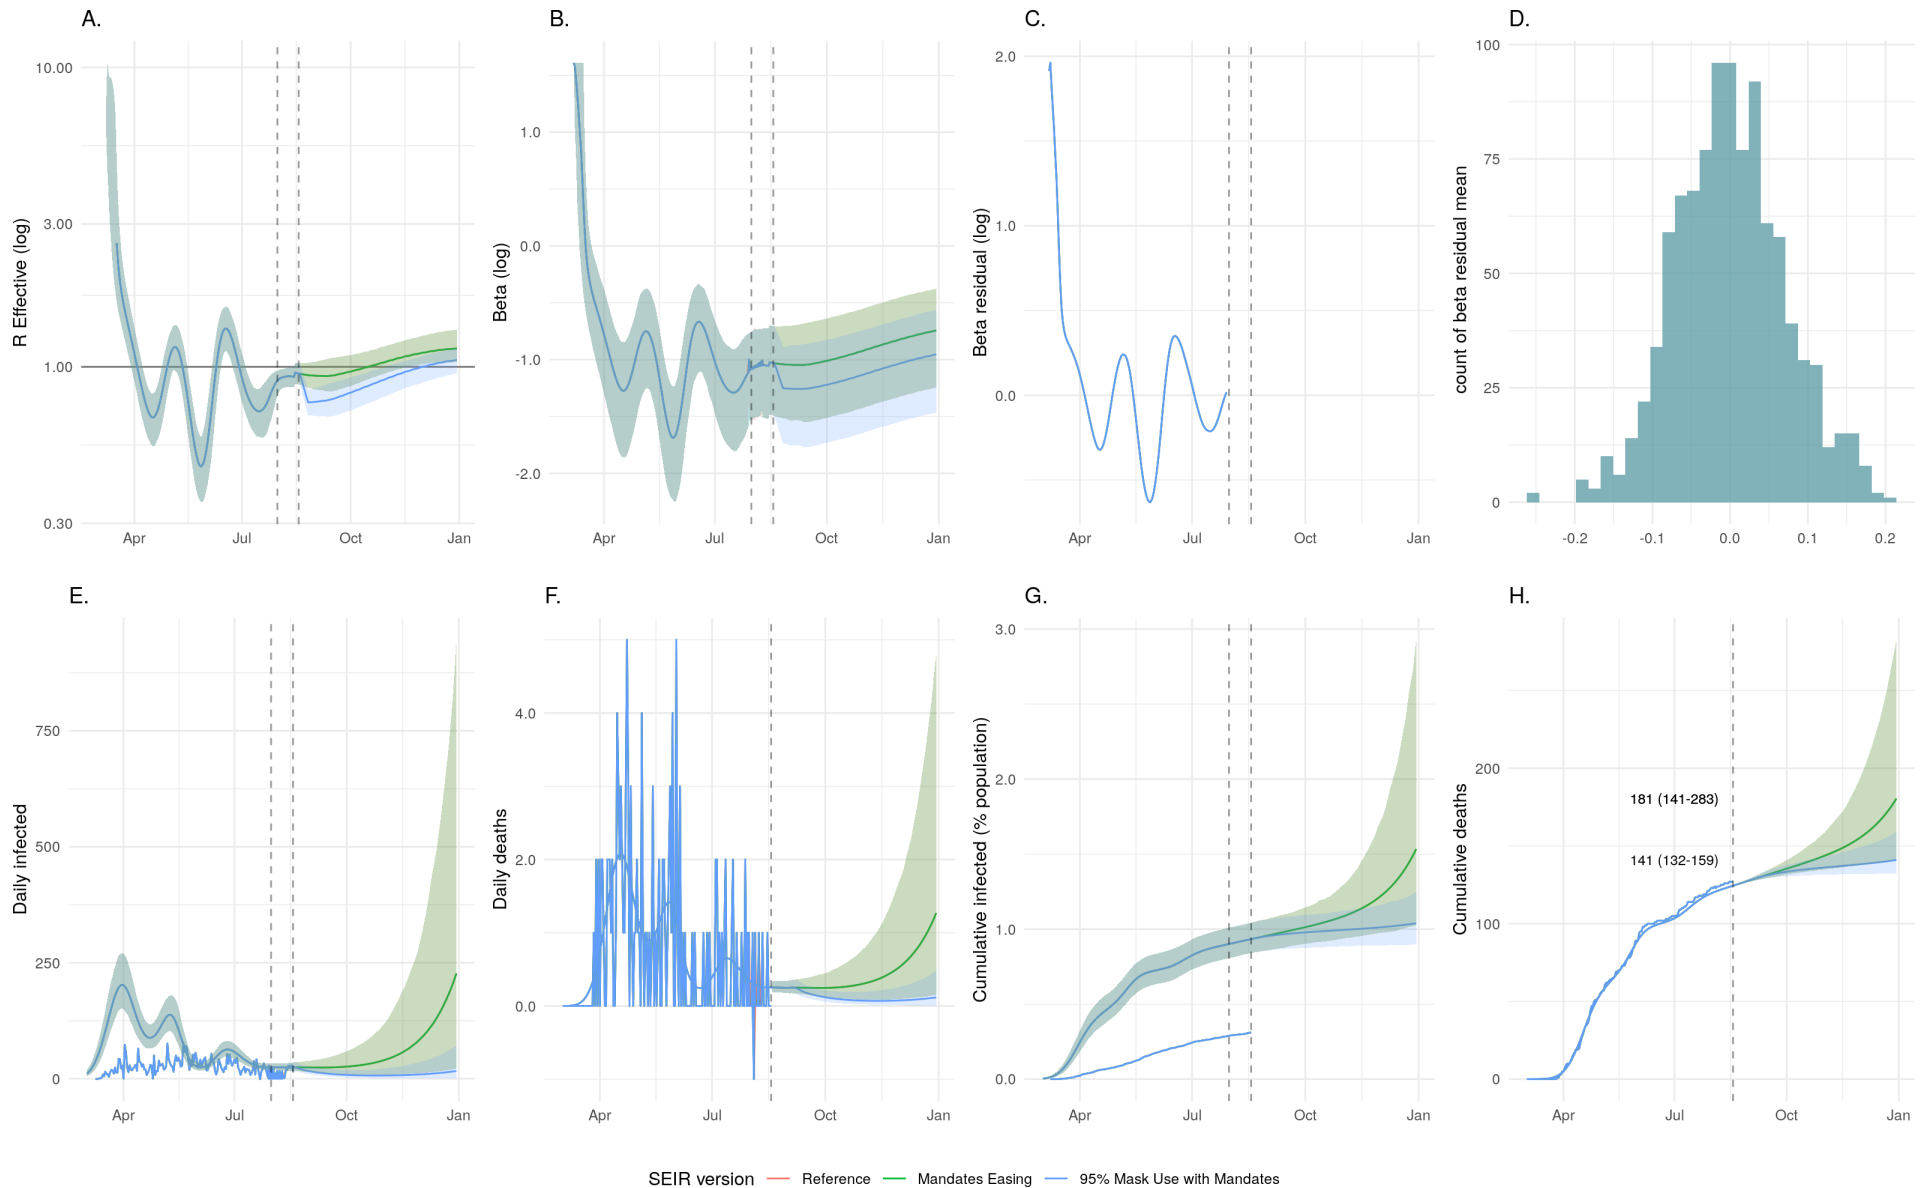 A.
B.
C.
D.
R Effective (log)
10.00
3.00
1.00
0.30
Apr
Jul
Oct
Jan
Beta (log)
1.0
0.0
-1.0
-2.0
Apr
Jul
Oct
Jan
Beta residual (log)
2.0
1.0
0.0
Apr
Jul
Oct
Jan
count of beta residual mean
100
75
50
25
0
-0.2
-0.1
0.0
0.1
0.2
E.
F.
G.
H.
Daily infected
750
500
250
0
Apr
Jul
Oct
Jan
Daily deaths
4.0
2.0
0.0
Apr
Jul
Oct
Jan
Cumulative infected (% population)
3.0
2.0
1.0
0.0
Apr
Jul
Oct
Jan
Cumulative deaths
200
100
0
181 (141-283)
141 (132-159)
Apr
Jul
Oct
Jan
SEIR version
Reference
Mandates Easing
95% Mask Use with Mandates